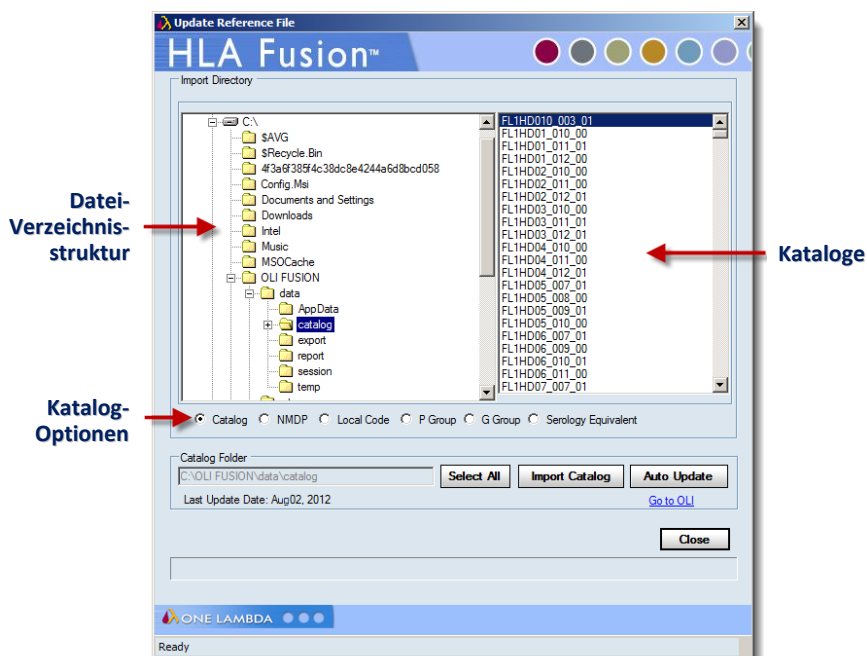 Update Reference File
HLA Fusion™
Import Directory
C:\
$AVG
$Recycle.Bin
4f3a6f385f4c38dc8e4244a6d8bcd058
Config.Msi
Documents and Settings
Downloads
Intel
Music
MSOCache
OLI FUSION
data
AppData
catalog
export
report
session
temp
FL1HD010_003_01
FL1HD01_010_00
FL1HD01_011_01
FL1HD01_012_00
FL1HD02_010_00
FL1HD02_011_00
FL1HD02_012_01
FL1HD03_010_00
FL1HD03_011_00
FL1HD03_012_01
FL1HD04_010_00
FL1HD04_011_00
FL1HD04_012_01
FL1HD05_007_01
FL1HD05_008_00
FL1HD05_009_01
FL1HD05_010_00
FL1HD06_007_01
FL1HD06_009_00
FL1HD06_010_01
FL1HD06_011_00
FL1HD07_007_01
Datei-
Verzeichnis-
struktur
Kataloge
Katalog-
Optionen
Catalog NMDP Local Code P Group G Group Serology Equivalent
Catalog Folder
C:\OLI FUSION\data\catalog Select All Import Catalog Auto Update
Last Update Date: Aug02, 2012 Go to OLI
Close
ONE LAMBDA
Ready